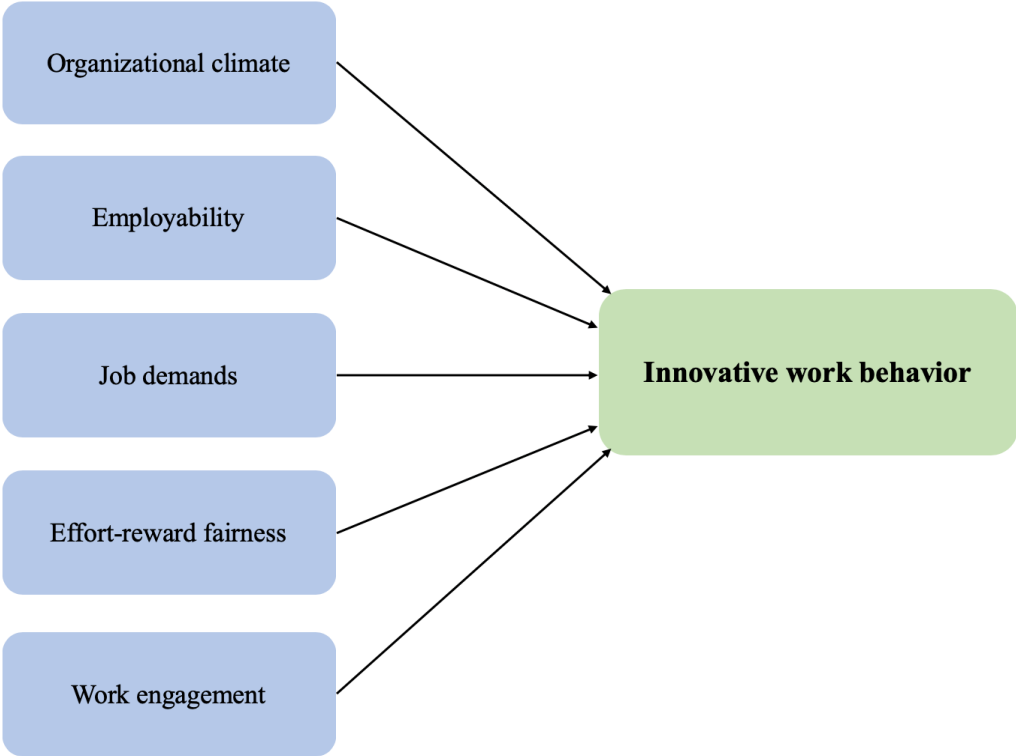 Organizational climate
Employability
Job demands
Innovative work behavior
Effort-reward fairness
Work engagement